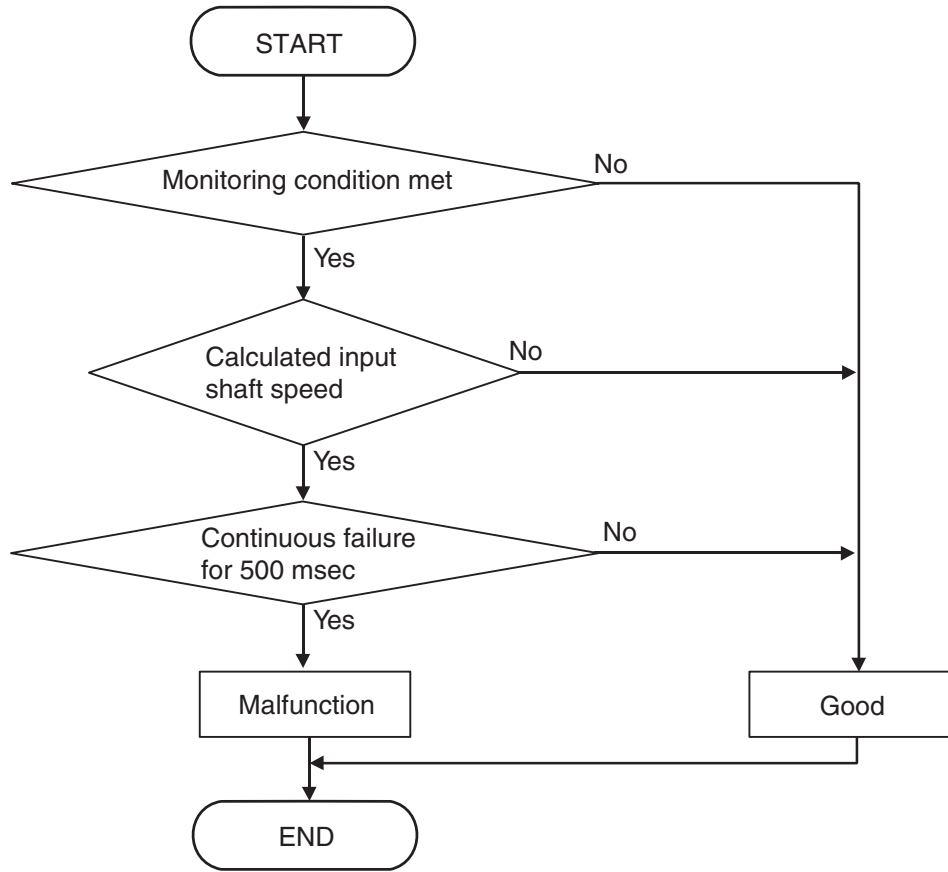 START
Monitoring condition met
No
Yes
Calculated input
shaft speed
No
Yes
Continuous failure
for 500 msec
No
Yes
Malfunction
Good
END